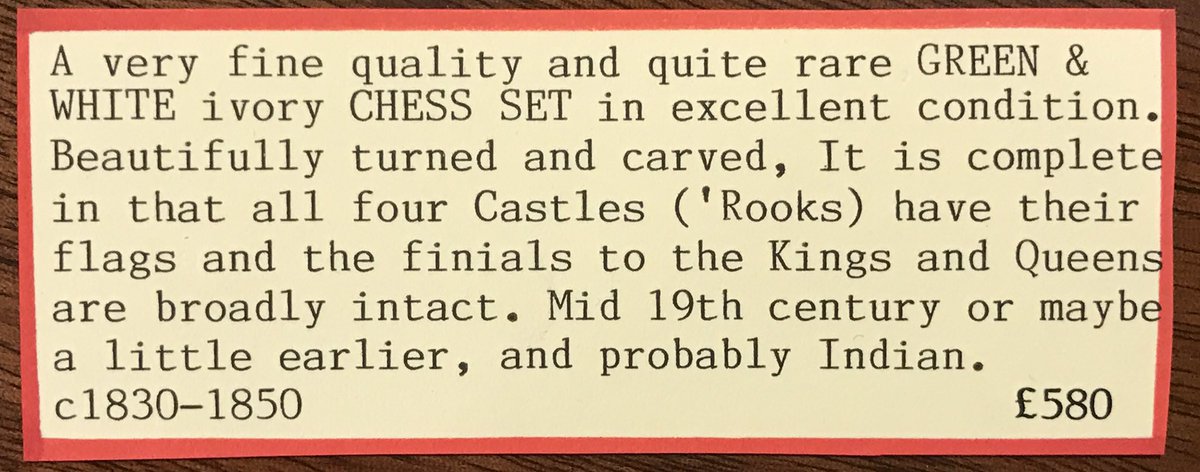 A very fine quality and quite rare GREEN &
WHITE ivory CHESS SET in excellent condition.
Beautifully turned and carved, It is complete
in that all four Castles ('Rooks) have their
flags and the finials to the Kings and Queens
are broadly intact. Mid 19th century or maybe
a little earlier, and probably Indian.
c1830–1850 £580